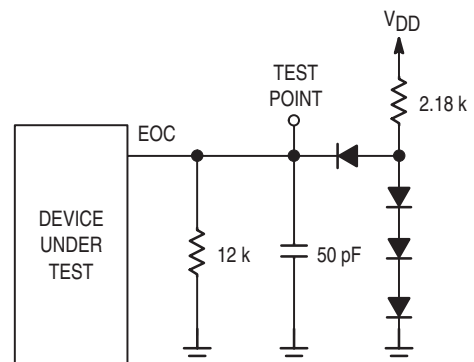 VDD
TEST
POINT
2.18 k
EOC
DEVICE
UNDER
TEST
12 k
50 pF